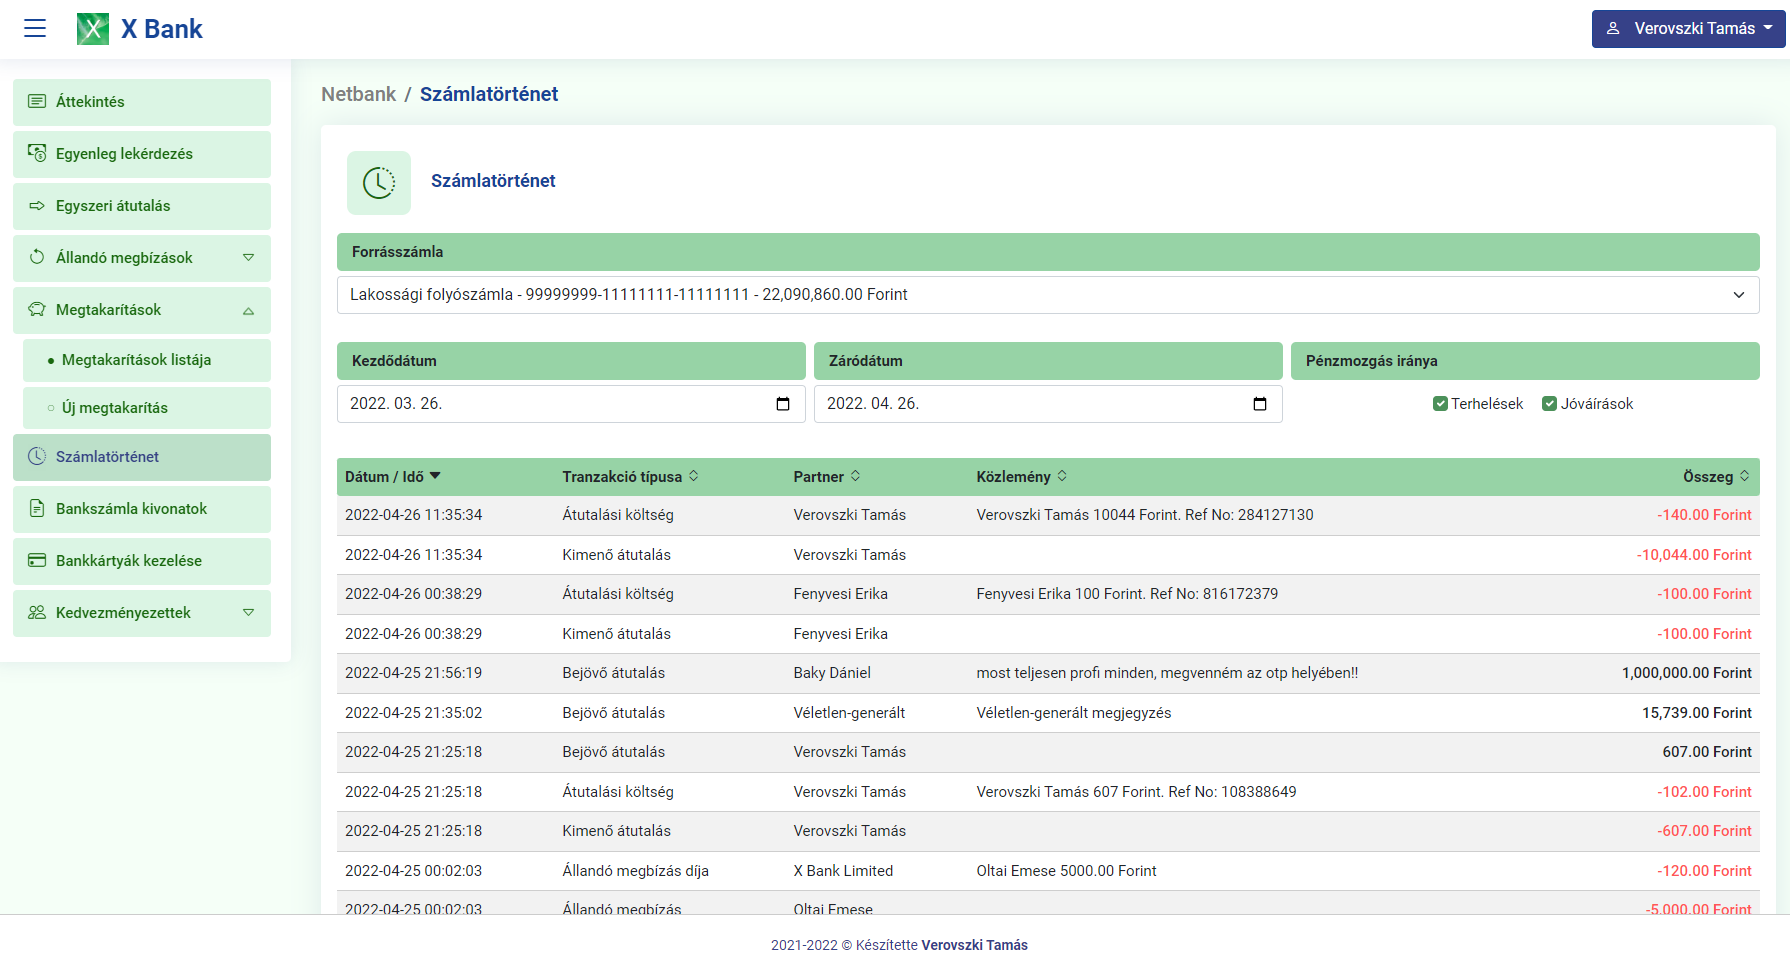 X Bank
Verovszki Tamás
Áttekintés
Egyenleg lekérdezés
Egyszeri átutalás
Állandó megbízások
Megtakarítások
Megtakarítások listája
Új megtakarítás
Számlatörténet
Bankszámla kivonatok
Bankkártyák kezelése
Kedvezményezettek
Netbank / Számlatörténet
Számlatörténet
Forrásszámla
Lakossági folyószámla - 99999999-11111111-11111111 - 22,090,860.00 Forint
Kezdődátum Záródátum Pénzmozgás iránya
2022. 03. 26. 2022. 04. 26. Terhelések Jóváírások
Dátum / Idő Tranzakció típusa Partner Közlemény Összeg
2022-04-26 11:35:34 Átutalási költség Verovszki Tamás Verovszki Tamás 10044 Forint. Ref No: 284127130 -140.00 Forint
2022-04-26 11:35:34 Kimenő átutalás Verovszki Tamás -10,044.00 Forint
2022-04-26 00:38:29 Átutalási költség Fenyvesi Erika Fenyvesi Erika 100 Forint. Ref No: 816172379 -100.00 Forint
2022-04-26 00:38:29 Kimenő átutalás Fenyvesi Erika -100.00 Forint
2022-04-25 21:56:19 Bejövő átutalás Baky Dániel most teljesen profi minden, megvenném az otp helyében!! 1,000,000.00 Forint
2022-04-25 21:35:02 Bejövő átutalás Véletlen-generált Véletlen-generált megjegyzés 15,739.00 Forint
2022-04-25 21:25:18 Bejövő átutalás Verovszki Tamás 607.00 Forint
2022-04-25 21:25:18 Átutalási költség Verovszki Tamás Verovszki Tamás 607 Forint. Ref No: 108388649 -102.00 Forint
2022-04-25 21:25:18 Kimenő átutalás Verovszki Tamás -607.00 Forint
2022-04-25 00:02:03 Állandó megbízás díja X Bank Limited Oltai Emese 5000.00 Forint -120.00 Forint
2022-04-25 00:02:03 Állandó megbízás Oltai Emese -5,000.00 Forint
2021-2022 © Készítette Verovszki Tamás